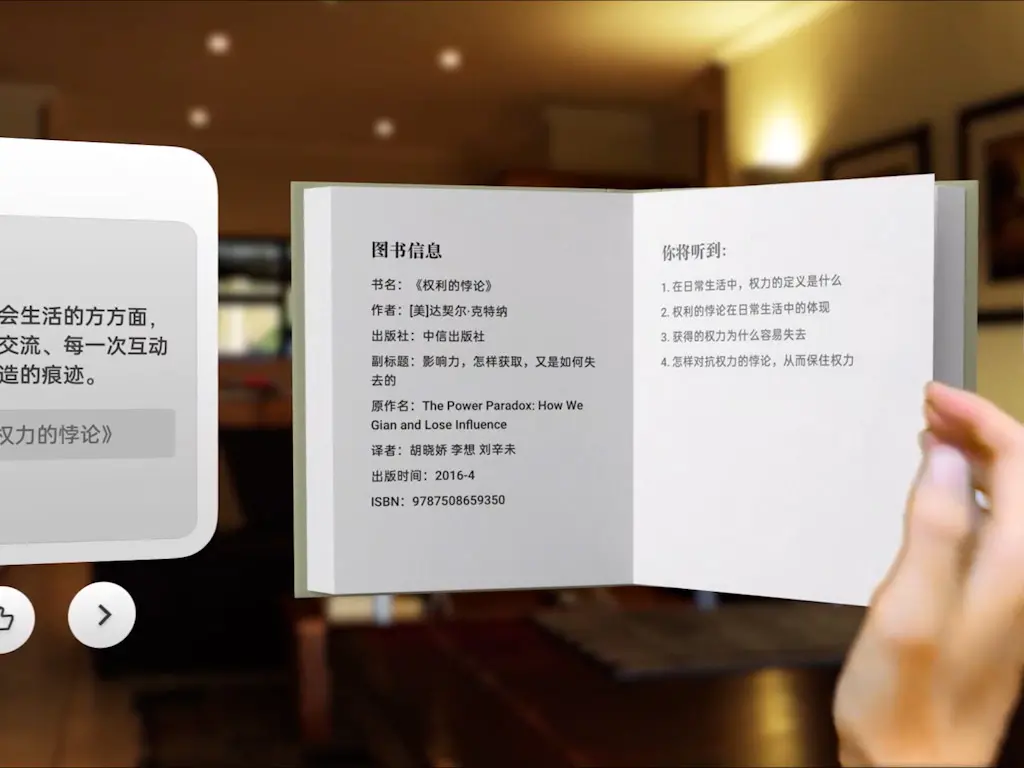 会生活的方方面，
交流、每一次互动
造的痕迹。
权力的悖论》
图书信息
书名：《权利的悖论》
作者：[美]达契尔·克特纳
出版社：中信出版社
副标题：影响力，怎样获取，又是如何失
去的
原作名：The Power Paradox: How We
Gian and Lose Influence
译者：胡晓娇 李想 刘辛未
出版时间：2016-4
ISBN：9787508659350
你将听到：
1. 在日常生活中，权力的定义是什么
2. 权利的悖论在日常生活中的体现
3. 获得的权力为什么容易失去
4. 怎样对抗权力的悖论，从而保住权力